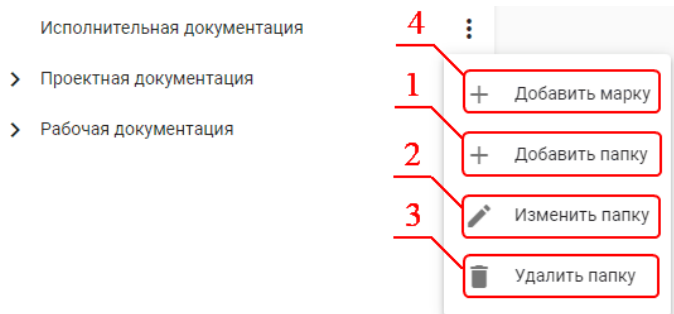 Исполнительная документация
4
Добавить марку
Проектная документация
1
Добавить папку
Рабочая документация
2
Изменить папку
3
Удалить папку